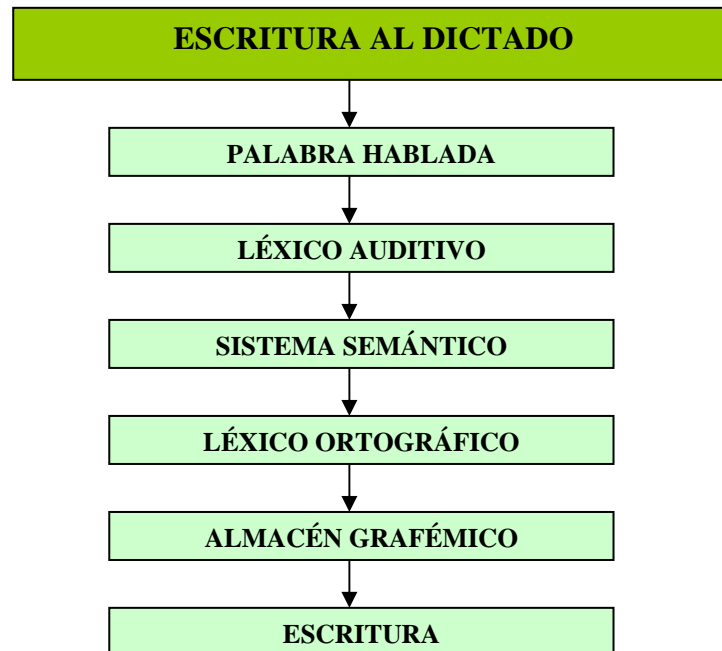 ESCRITURA AL DICTADO
PALABRA HABLADA
LÉXICO AUDITIVO
SISTEMA SEMÁNTICO
LÉXICO ORTOGRÁFICO
ALMACÉN GRAFÉMICO
ESCRITURA